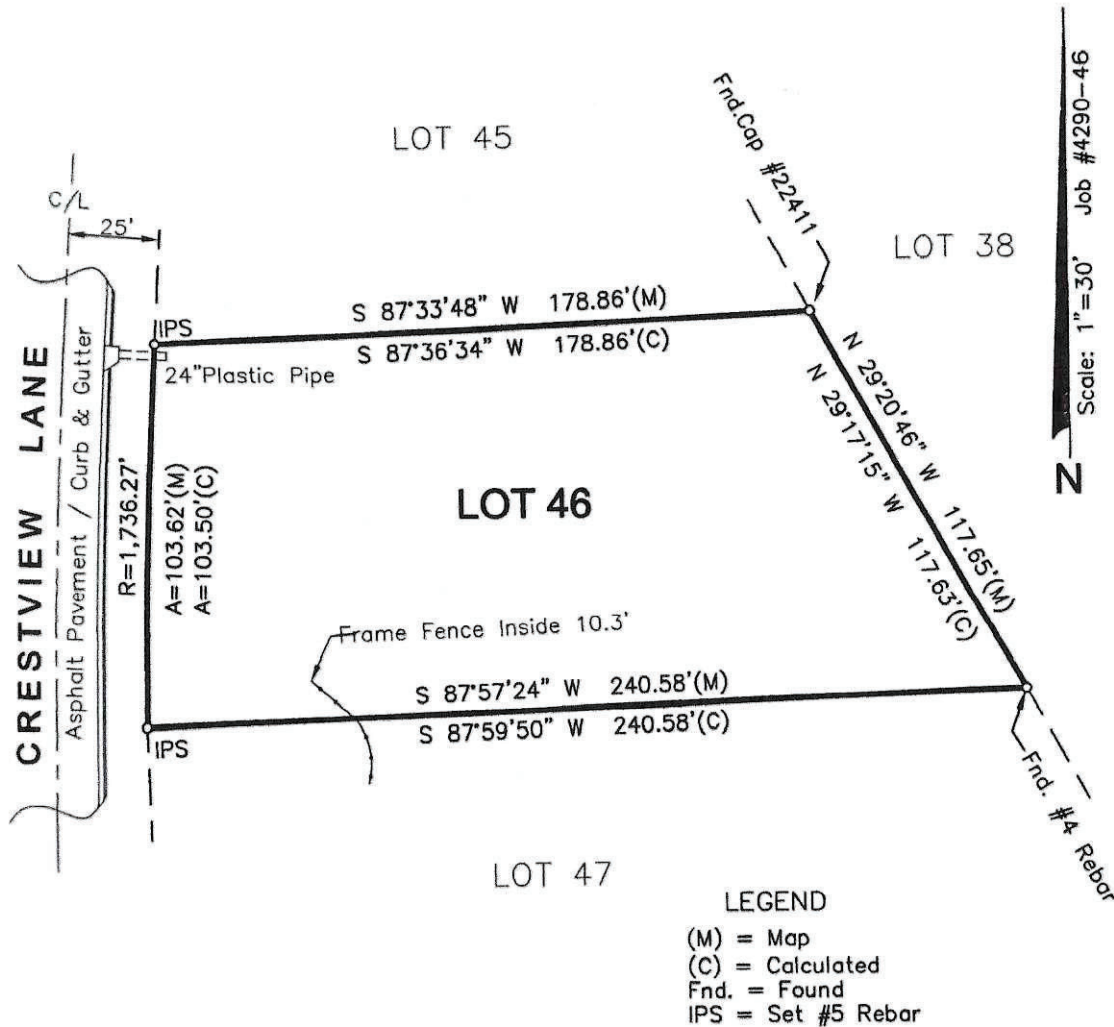 LOT 45
Fnd.Cap #22411
LOT 38
Scale: 1"=30' Job #4290-46
N
C/L
25'
IPS
S 87°33'48" W 178.86'(M)
S 87°36'34" W 178.86'(C)
24"Plastic Pipe
CRESTVIEW LANE
Asphalt Pavement / Curb & Gutter
R=1,736.27'
A=103.62'(M)
A=103.50'(C)
LOT 46
N 29°20'46" W 117.65'(M)
N 29°17'15" W 117.63'(C)
Frame Fence Inside 10.3'
S 87°57'24" W 240.58'(M)
S 87°59'50" W 240.58'(C)
IPS
Fnd. #4 Rebar
LOT 47
LEGEND
(M) = Map
(C) = Calculated
Fnd. = Found
IPS = Set #5 Rebar